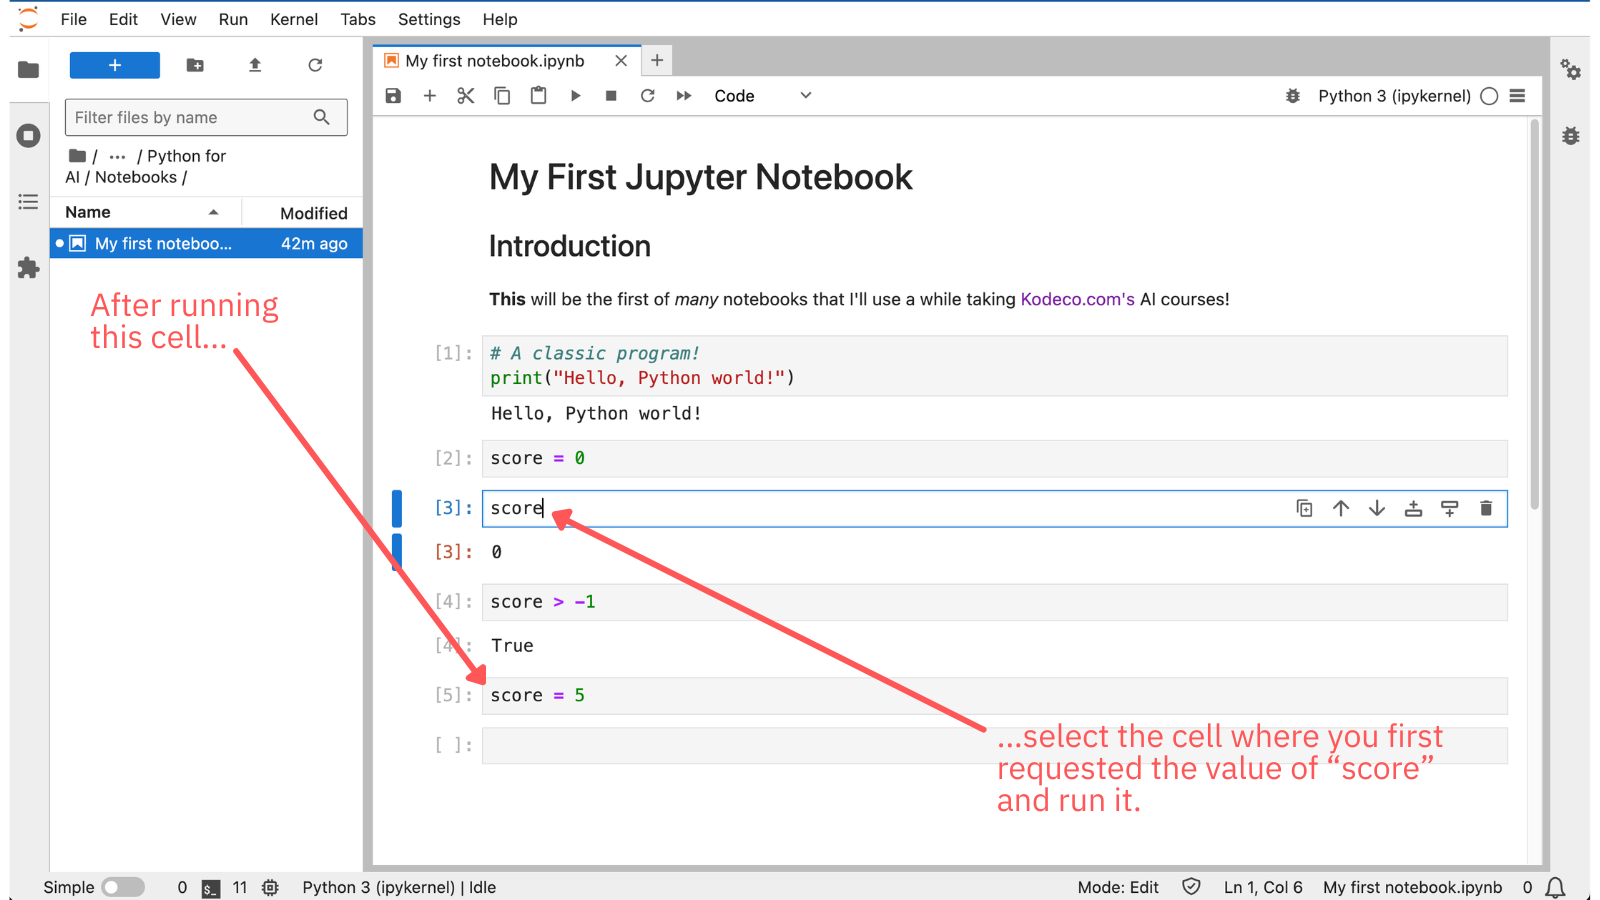 File Edit View Run Kernel Tabs Settings Help
My first notebook.ipynb
Code
Python 3 (ipykernel)
Filter files by name
/ ... / Python for
AI / Notebooks /
Name Modified
My first noteboo... 42m ago
After running
this cell...
My First Jupyter Notebook
Introduction
This will be the first of many notebooks that I'll use a while taking Kodeco.com's AI courses!
[1]: # A classic program!
print("Hello, Python world!")
Hello, Python world!
[2]: score = 0
[3]: score
[3]: 0
[4]: score > -1
[4]: True
[5]: score = 5
[ ]:
...select the cell where you first
requested the value of “score”
and run it.
Simple 0 $_ 11 Python 3 (ipykernel) | Idle Mode: Edit Ln 1, Col 6 My first notebook.ipynb 0